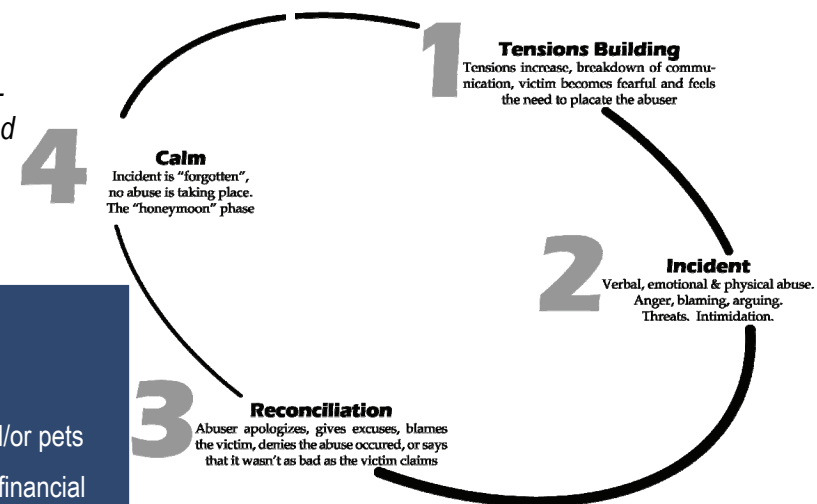 1
Tensions Building
Tensions increase, breakdown of commu-
nication, victim becomes fearful and feels
the need to placate the abuser
2
Incident
Verbal, emotional & physical abuse.
Anger, blaming, arguing.
Threats. Intimidation.
3
Reconciliation
Abuser apologizes, gives excuses, blames
the victim, denies the abuse occured, or says
that it wasn't as bad as the victim claims
4
Calm
Incident is "forgotten",
no abuse is taking place.
The "honeymoon" phase
/or pets
financial